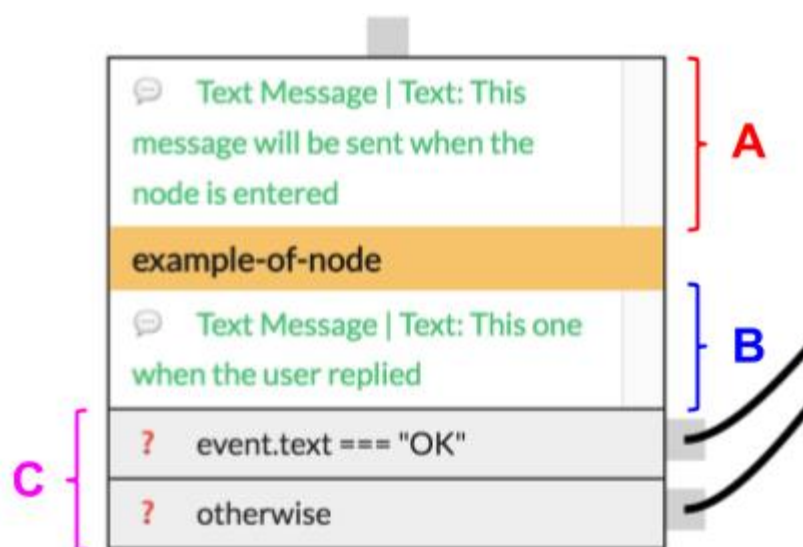 Text Message | Text: This
message will be sent when the
node is entered
A
example-of-node
Text Message | Text: This one
when the user replied
B
C
? event.text === "OK"
? otherwise